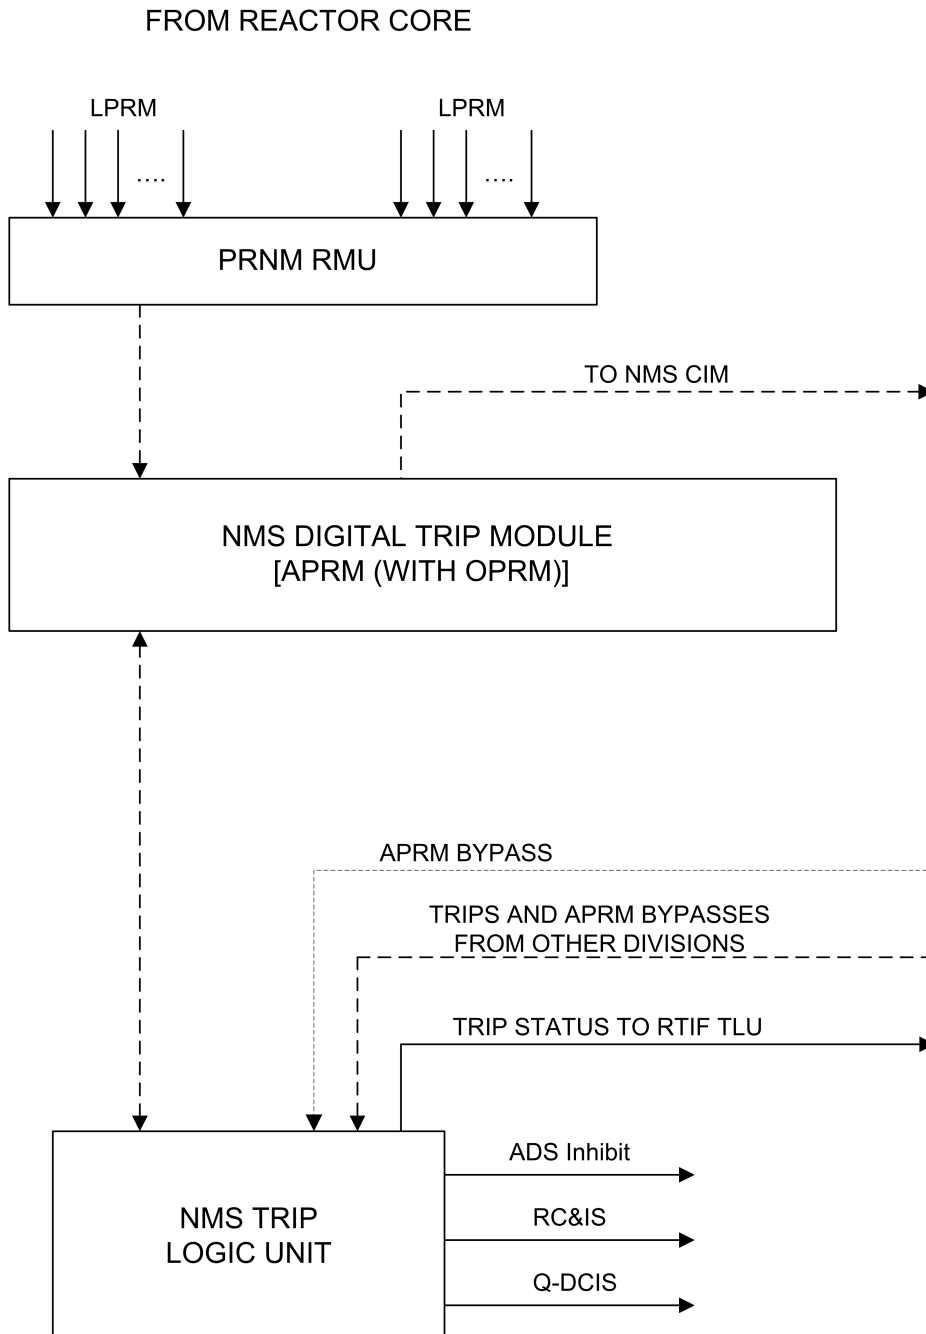 FROM REACTOR CORE
LPRM
LPRM
....
....
PRNM RMU
TO NMS CIM
NMS DIGITAL TRIP MODULE
[APRM (WITH OPRM)]
APRM BYPASS
TRIPS AND APRM BYPASSES
FROM OTHER DIVISIONS
TRIP STATUS TO RTIF TLU
ADS Inhibit
NMS TRIP
LOGIC UNIT
RC&IS
Q-DCIS